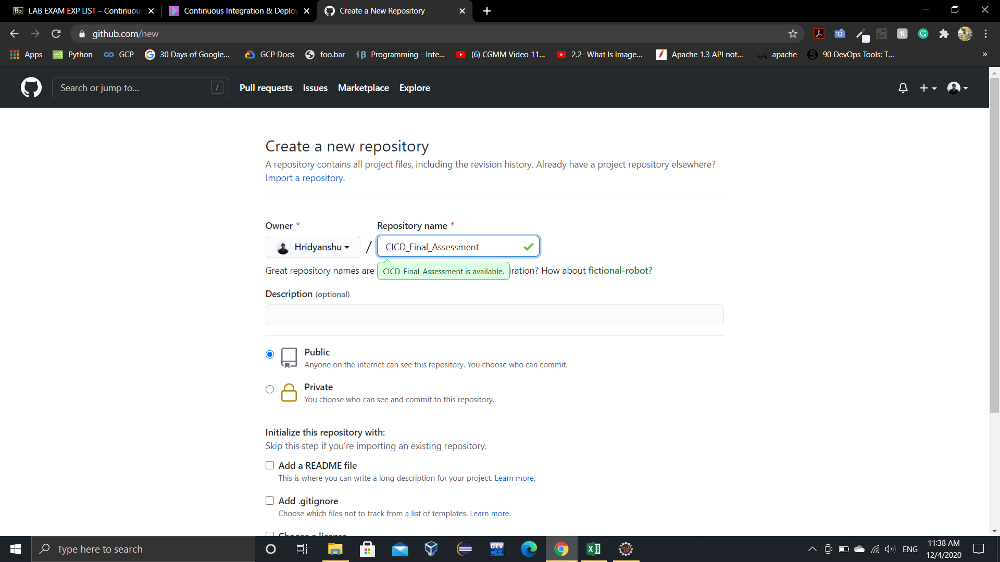 LAB EXAM EXP LIST – Continuous
Continuous Integration & Deploy
Create a New Repository
github.com/new
Apps
Python
GCP
30 Days of Google...
GCP Docs
foo.bar
Programming - Inte...
(6) CGMM Video 11...
2.2- What Is Image...
Apache 1.3 API not...
apache
90 DevOps Tools: T...
»
Search or jump to...
/
Pull requests
Issues
Marketplace
Explore
Create a new repository
A repository contains all project files, including the revision history. Already have a project repository elsewhere?
Import a repository.
Owner *
Repository name *
Hridyanshu
/
CICD_Final_Assessment
Great repository names are
CICD_Final_Assessment is available.
iration? How about fictional-robot?
Description (optional)
Public
Anyone on the internet can see this repository. You choose who can commit.
Private
You choose who can see and commit to this repository.
Initialize this repository with:
Skip this step if you’re importing an existing repository.
Add a README file
This is where you can write a long description for your project. Learn more.
Add .gitignore
Choose which files not to track from a list of templates. Learn more.
Choose a license
Type here to search
DEV
C++
ENG
11:38 AM
12/4/2020